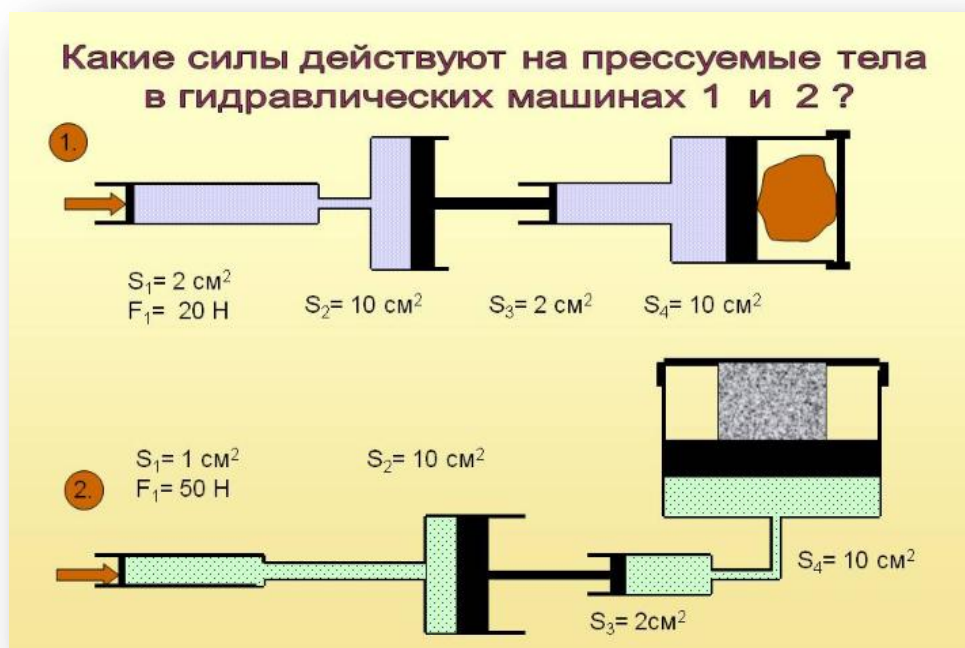 Какие силы действуют на прессуемые тела
в гидравлических машинах 1 и 2 ?
1.
S₁= 2 см²
F₁= 20 Н
S₂= 10 см²
S₃= 2 см²
S₄= 10 см²
2.
S₁= 1 см²
F₁= 50 Н
S₂= 10 см²
S₃= 2см²
S₄= 10 см²